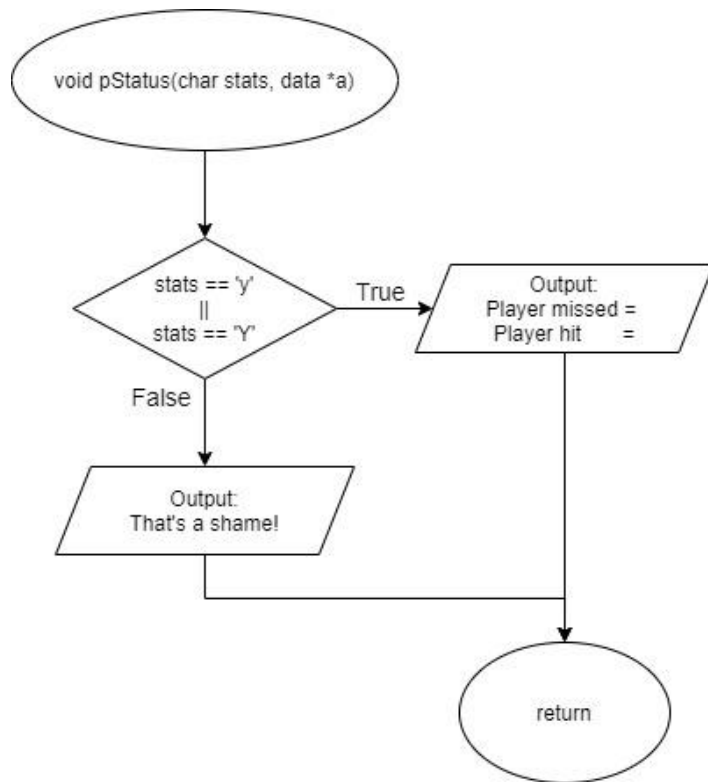 void pStatus(char stats, data *a)
stats == 'y'
||
stats == 'Y'
True
Output:
Player missed =
Player hit =
False
Output:
That's a shame!
return